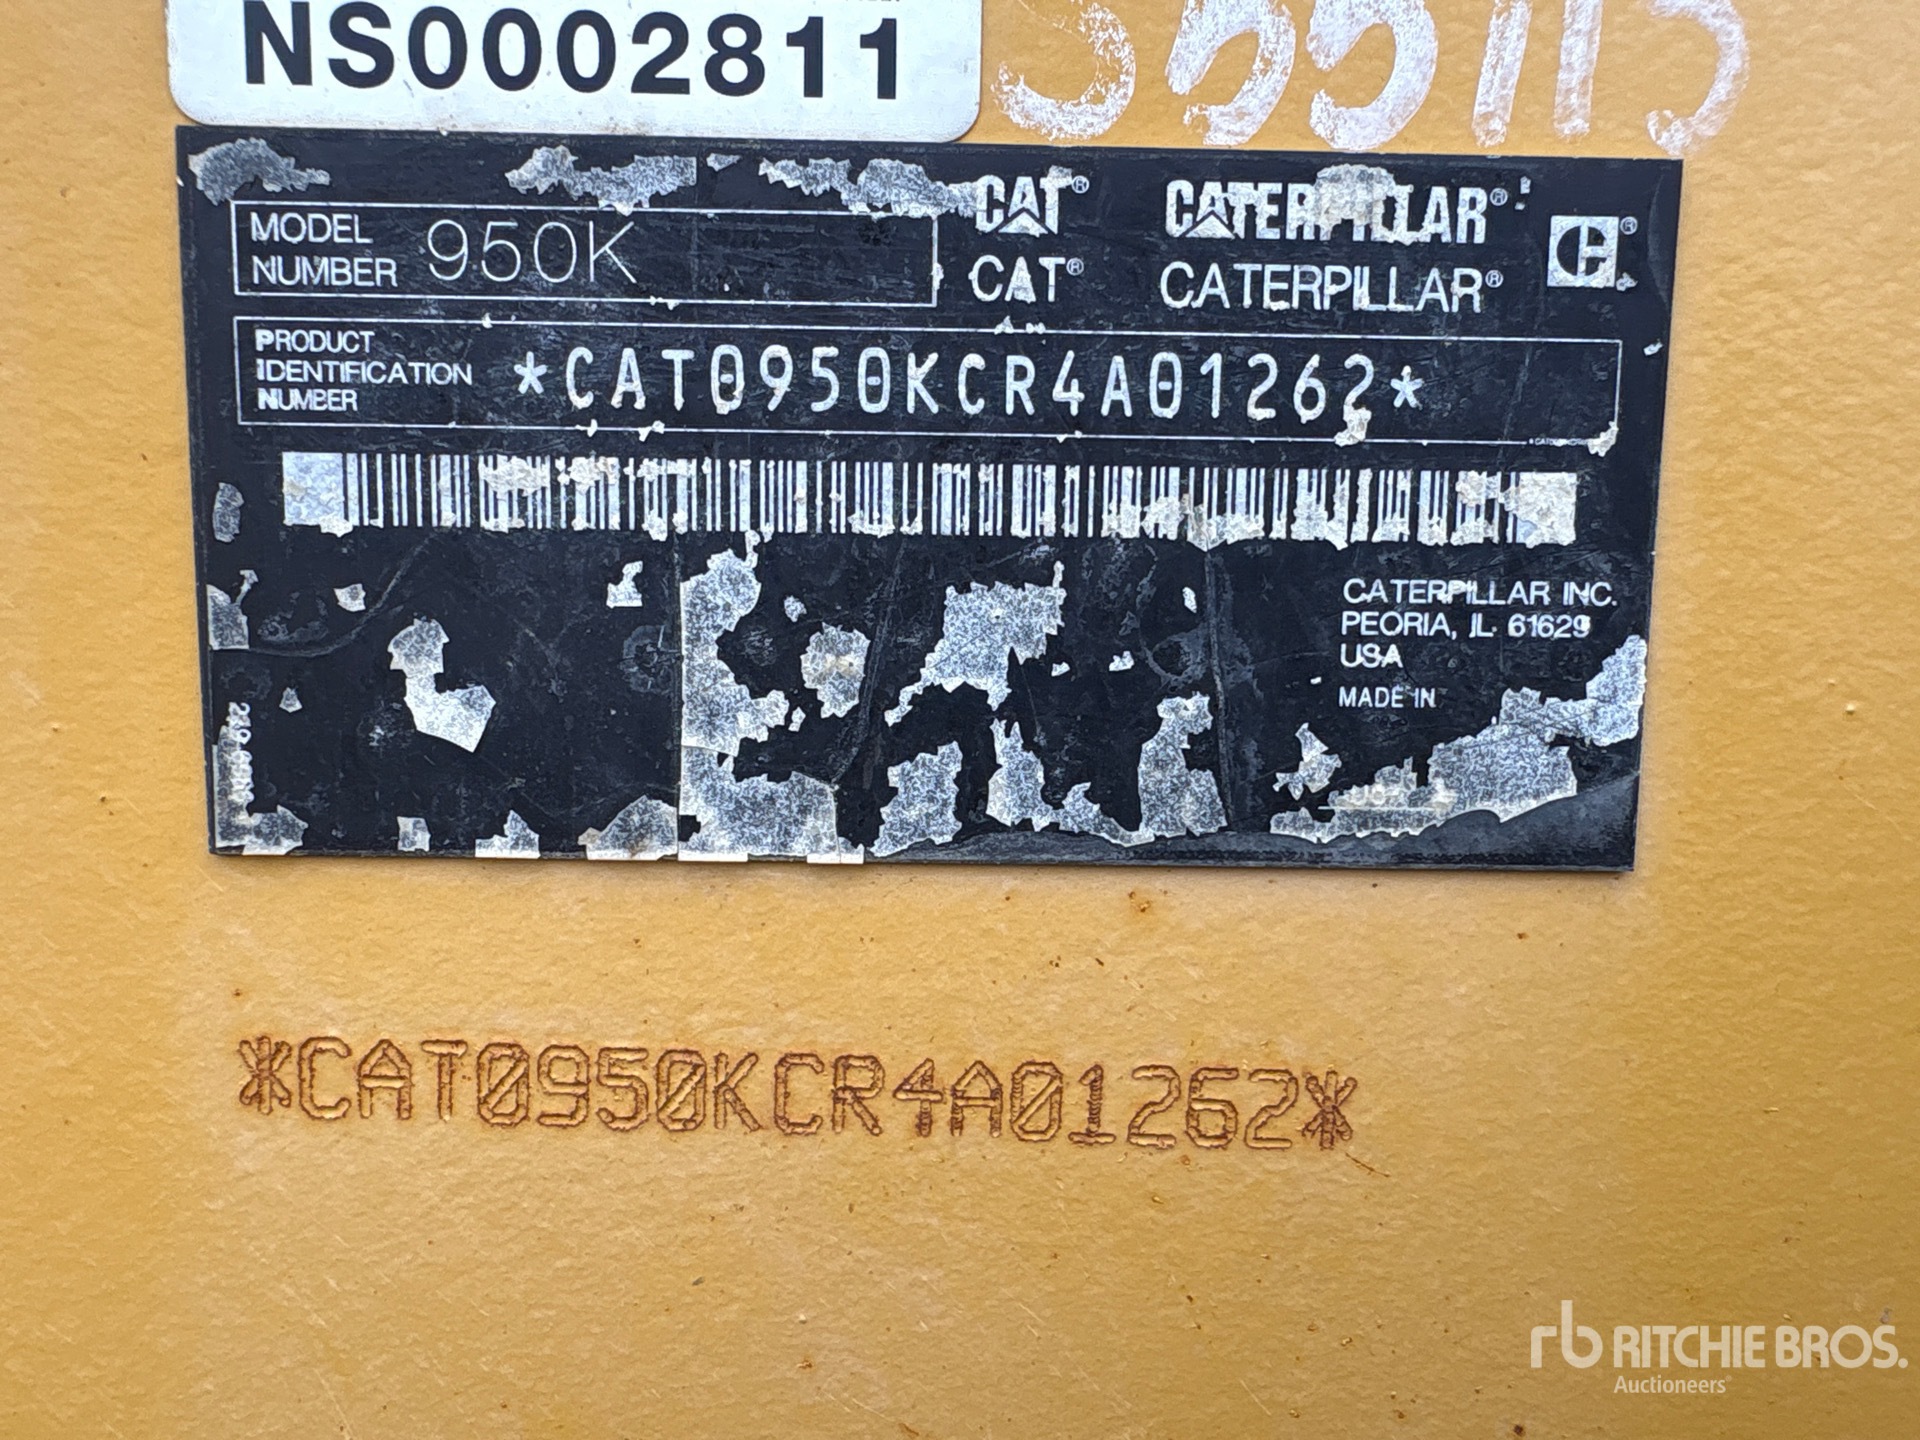 NS0002811
MODEL NUMBER 950K
CAT® CATERPILLAR®
CAT® CATERPILLAR®
PRODUCT IDENTIFICATION NUMBER *CAT0950KCR4A01262*
CATERPILLAR INC.
PEORIA, IL 61629
USA
MADE IN
*CAT0950KCR4A01262*
rb RITCHIE BROS.
Auctioneers